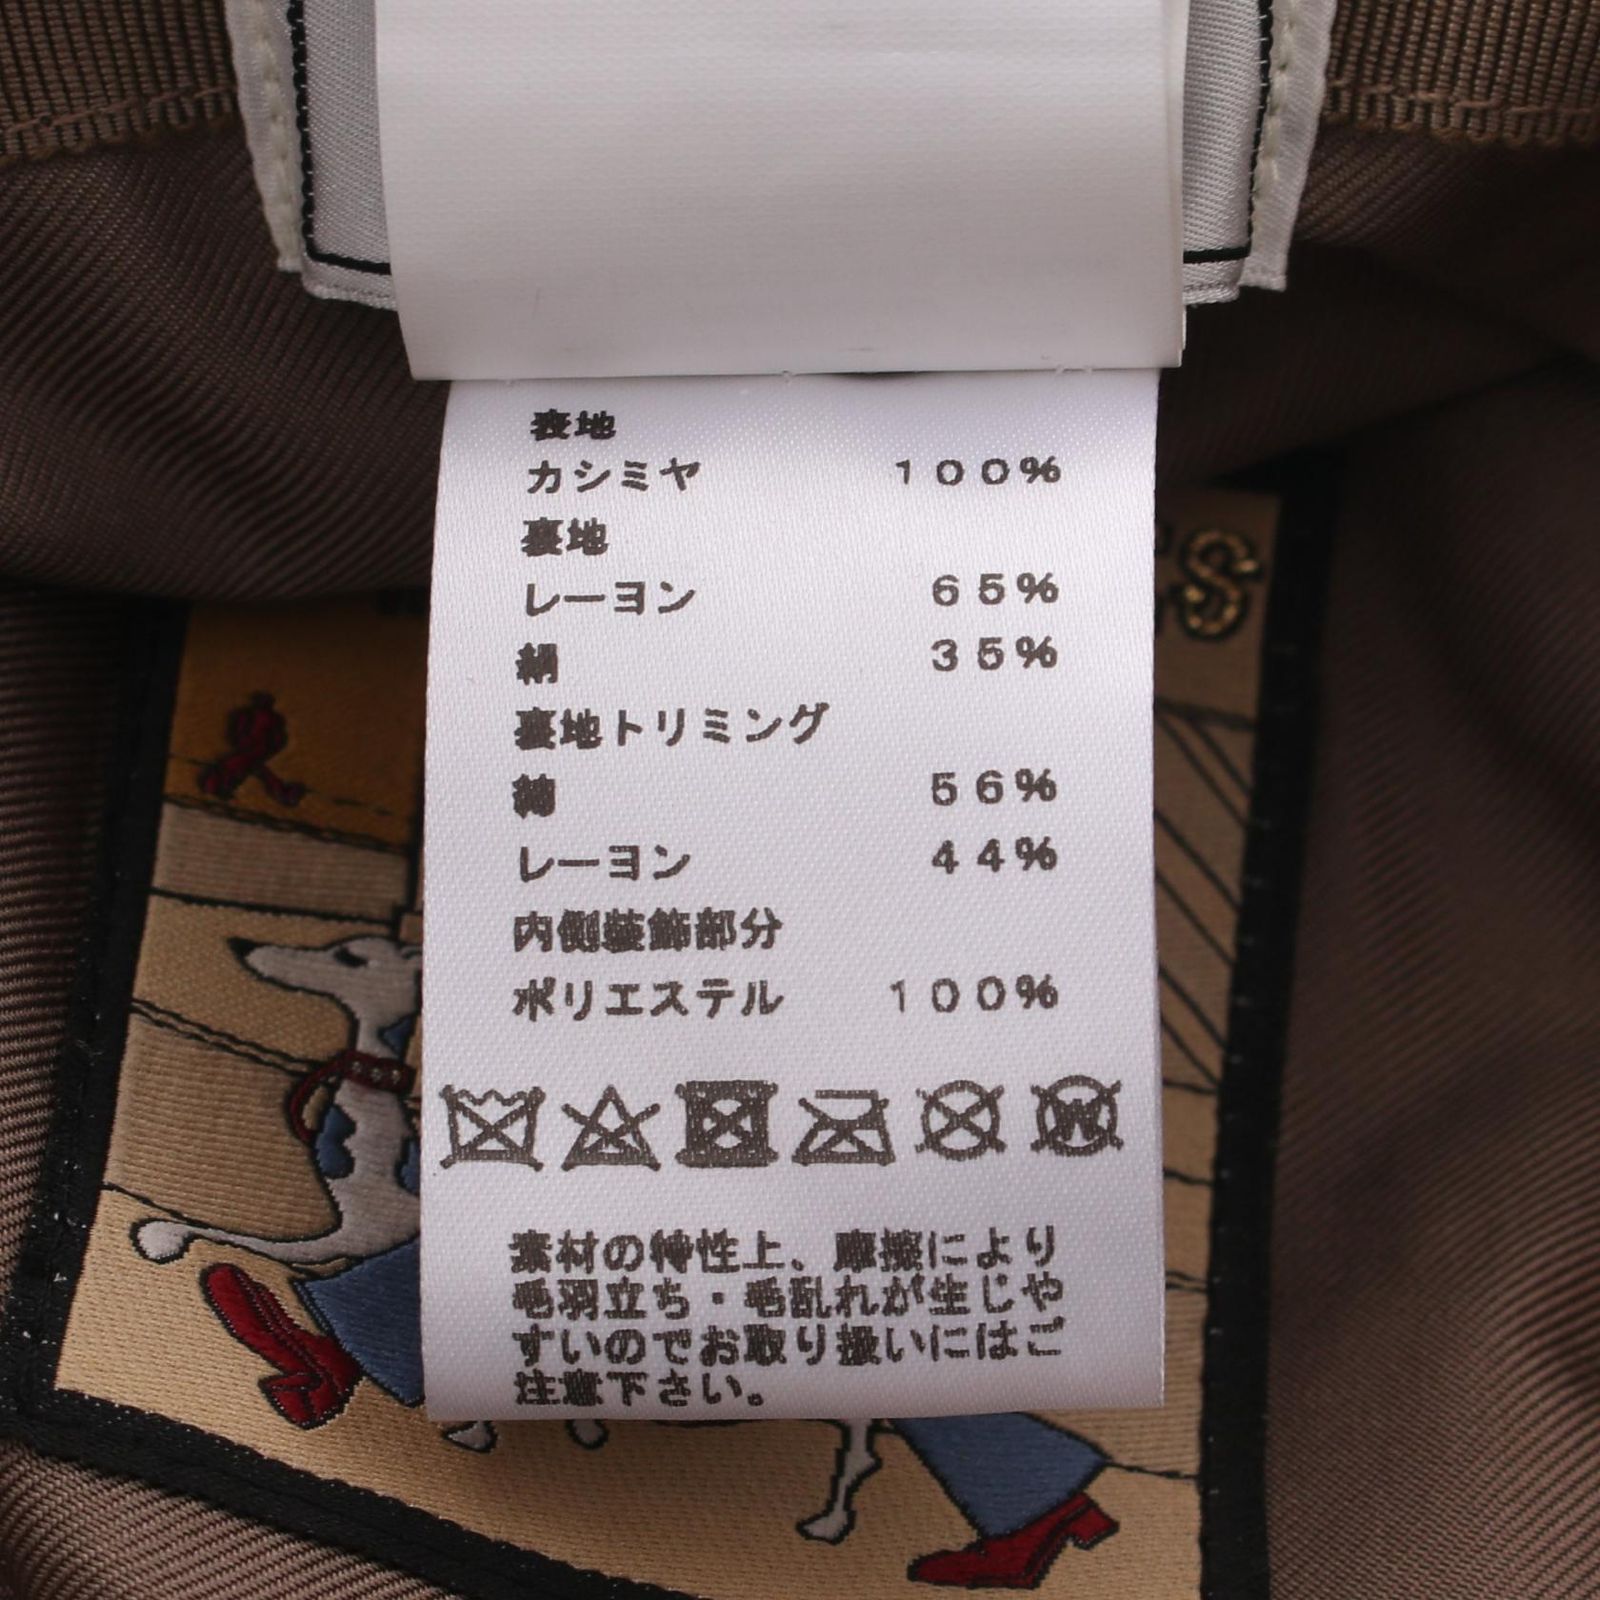 表地
カシミヤ 100%
裏地
レーヨン 65%
絹 35%
裏地トリミング
綿 56%
レーヨン 44%
内側装飾部分
ポリエステル 100%
W
素材の特性上、摩擦により
毛羽立ち・毛乱れが生じや
すいのでお取り扱いにはご
注意下さい。